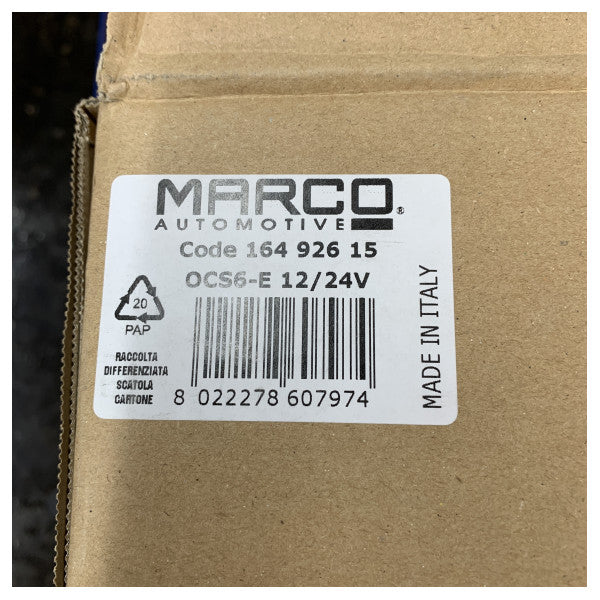 MARCO®
AUTOMOTIVE
Code 164 926 15
OCS6-E 12/24V
20
PAP
RACCOLTA
DIFFERENZIATA
SCATOLA
CARTONE
8 022278 607974
MADE IN ITALY